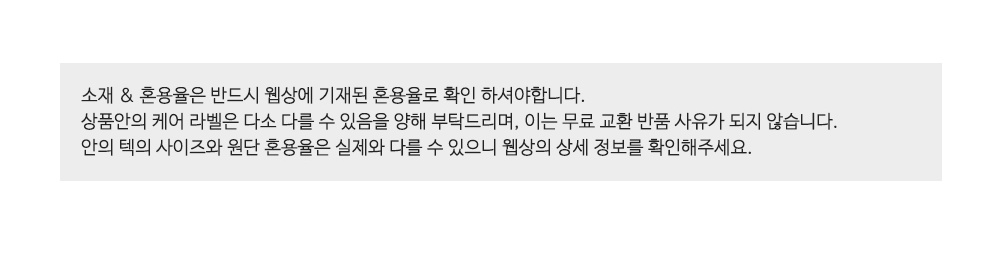 소재 & 혼용율은 반드시 웹상에 기재된 혼용율로 확인 하셔야합니다.
상품안의 케어 라벨은 다소 다를 수 있음을 양해 부탁드리며, 이는 무료 교환 반품 사유가 되지 않습니다.
안의 텍의 사이즈와 원단 혼용율은 실제와 다를 수 있으니 웹상의 상세 정보를 확인해주세요.